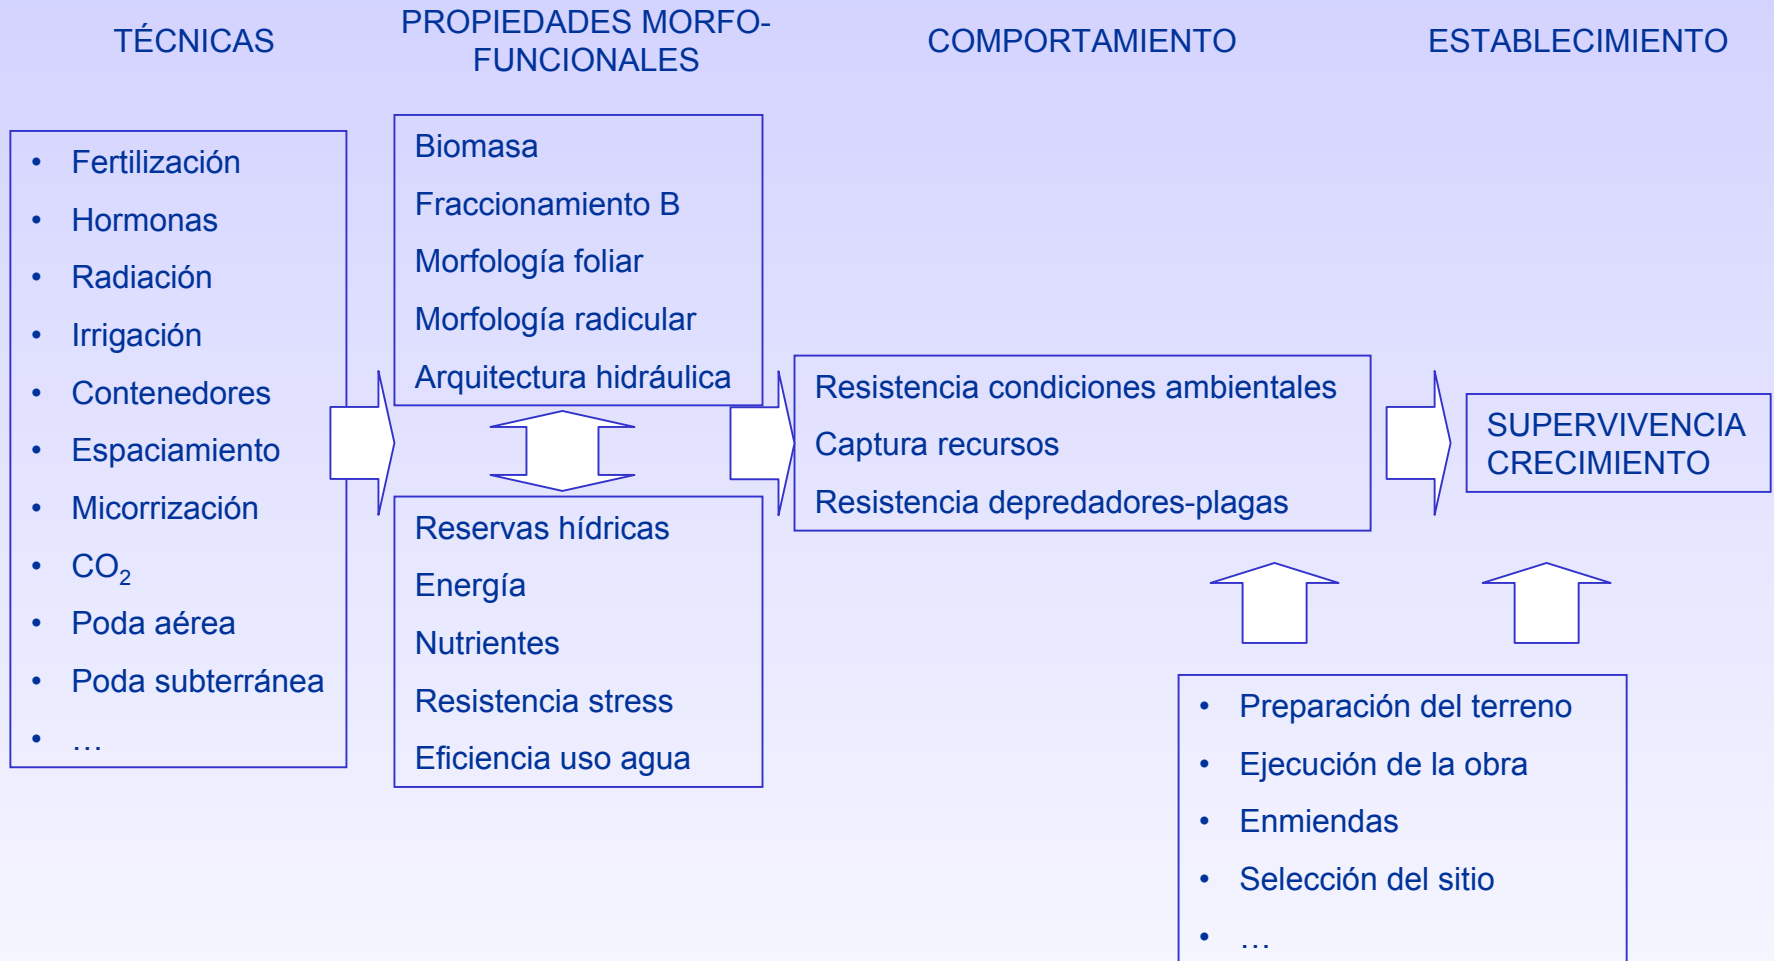 TÉCNICAS
PROPIEDADES MORFO-
FUNCIONALES
COMPORTAMIENTO
ESTABLECIMIENTO
• Fertilización
• Hormonas
• Radiación
• Irrigación
• Contenedores
• Espaciamiento
• Micorrización
• CO₂
• Poda aérea
• Poda subterránea
• …
Biomasa
Fraccionamiento B
Morfología foliar
Morfología radicular
Arquitectura hidráulica
Reservas hídricas
Energía
Nutrientes
Resistencia stress
Eficiencia uso agua
Resistencia condiciones ambientales
Captura recursos
Resistencia depredadores-plagas
SUPERVIVENCIA
CRECIMIENTO
• Preparación del terreno
• Ejecución de la obra
• Enmiendas
• Selección del sitio
• …